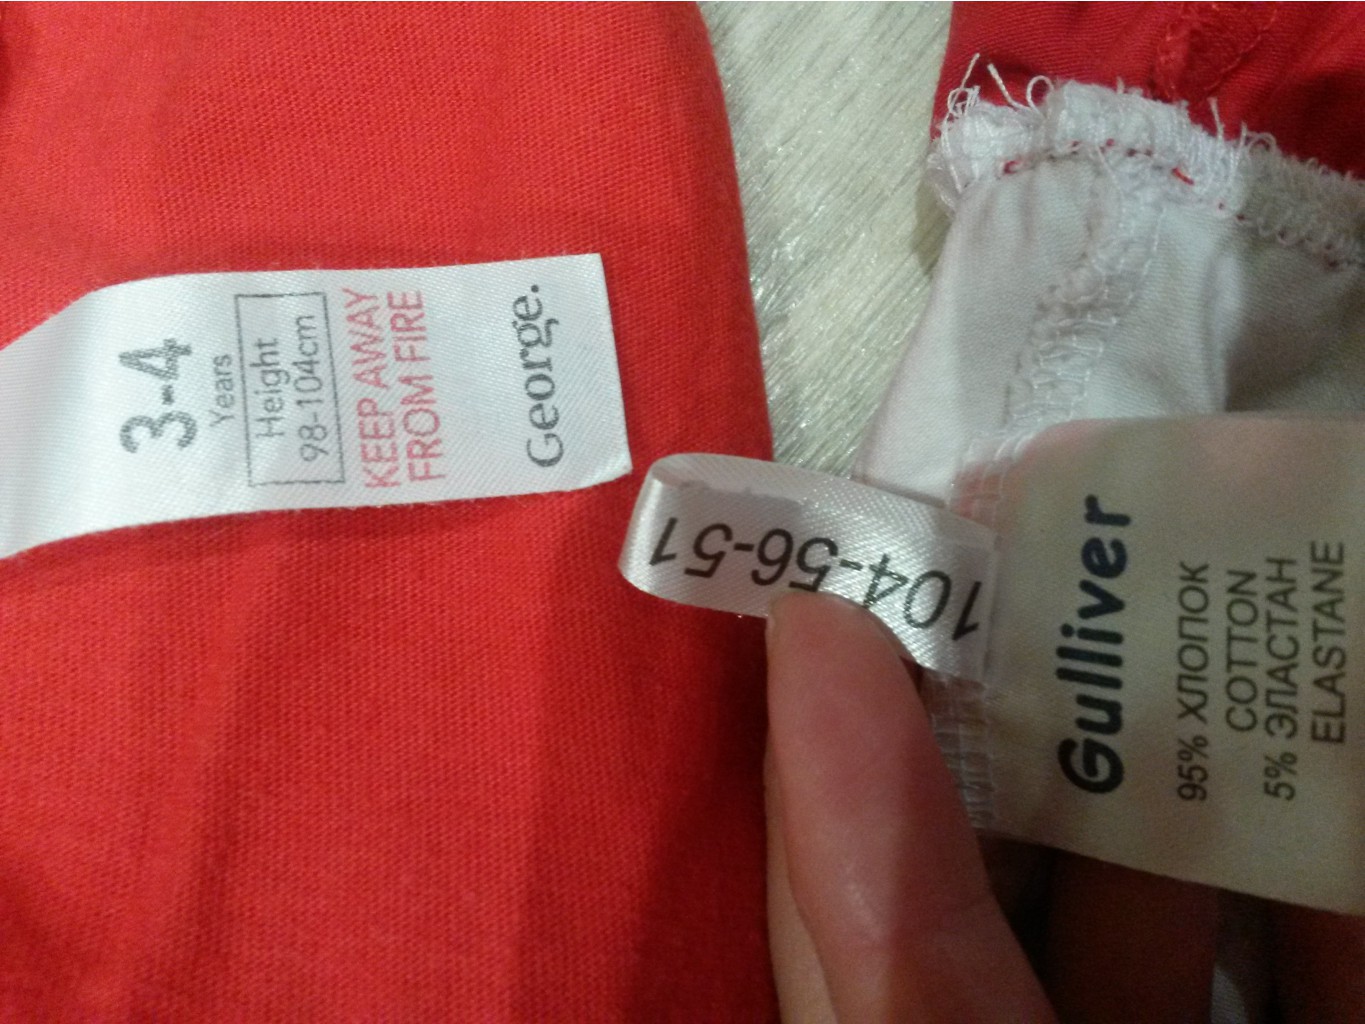 3-4
Years
Height
98-104cm
KEEP AWAY
FROM FIRE
George.
104-56-51
Gulliver
95% ХЛОПОК
COTTON
5% ЭЛАСТАН
ELASTANE